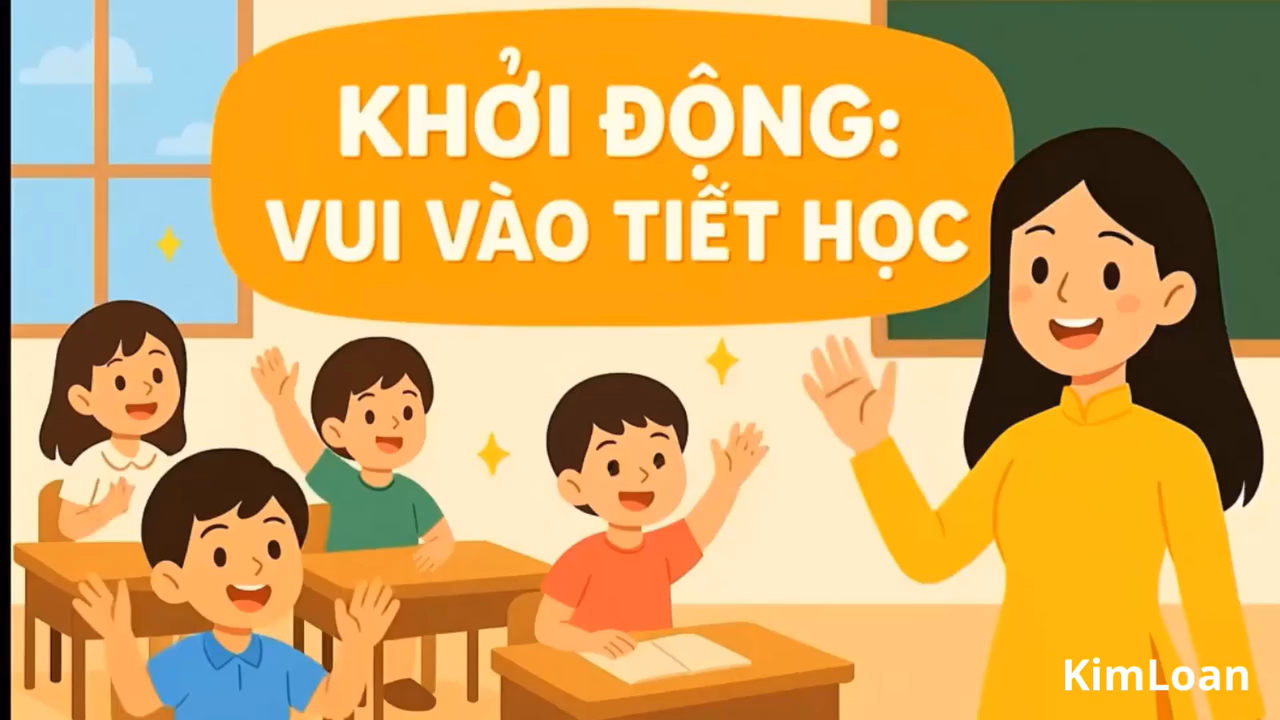 KHỞI ĐỘNG:
VUI VÀO TIẾT HỌC
KimLoan